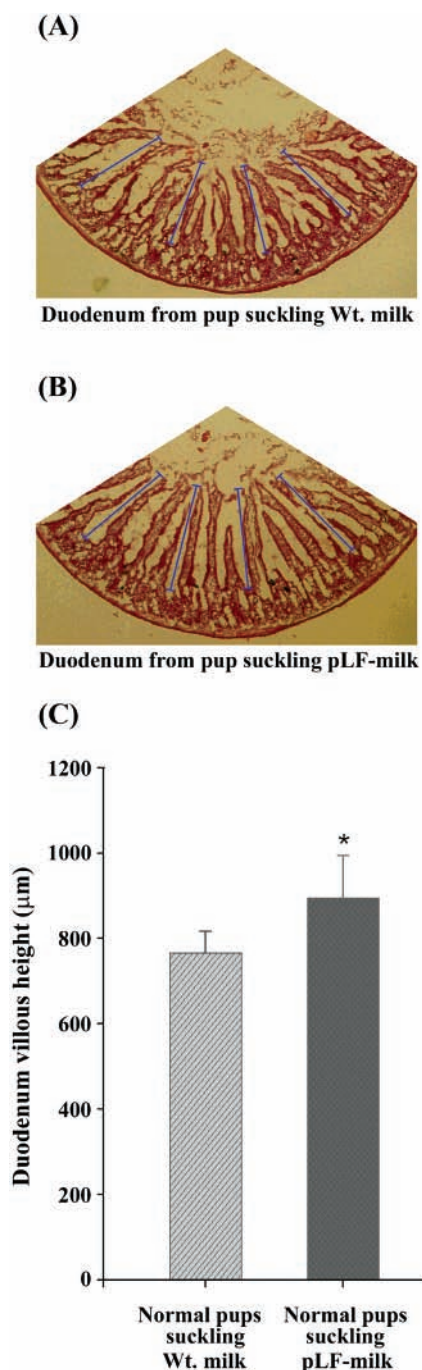 (A)
Duodenum from pup suckling Wt. milk
(B)
Duodenum from pup suckling pLF-milk
(C)
Duodenum villous height (μm)
1200
1000
800
600
400
200
0
*
Normal pups
suckling
Wt. milk
Normal pups
suckling
pLF-milk